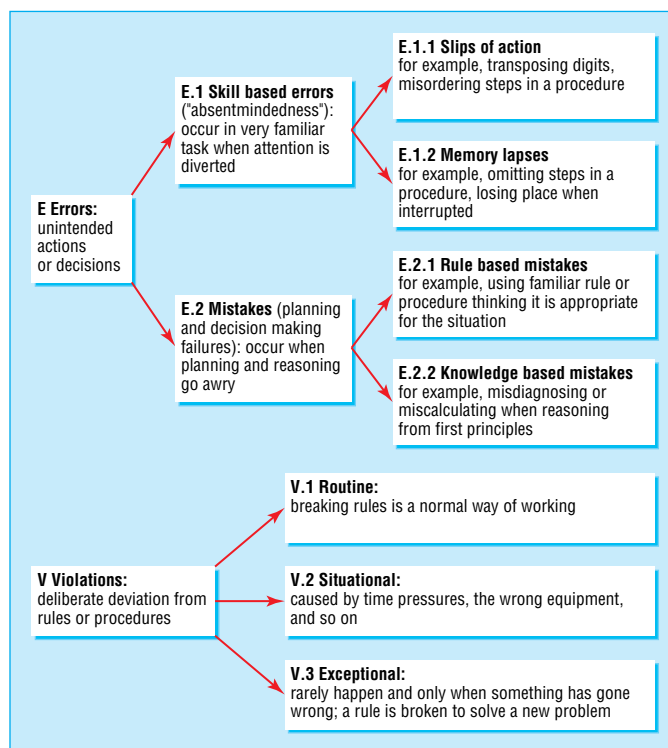 E Errors:
unintended
actions
or decisions
E.1 Skill based errors
("absentmindedness"):
occur in very familiar
task when attention is
diverted
E.1.1 Slips of action
for example, transposing digits,
misordering steps in a procedure
E.1.2 Memory lapses
for example, omitting steps in a
procedure, losing place when
interrupted
E.2 Mistakes (planning
and decision making
failures): occur when
planning and reasoning
go awry
E.2.1 Rule based mistakes
for example, using familiar rule or
procedure thinking it is appropriate
for the situation
E.2.2 Knowledge based mistakes
for example, misdiagnosing or
miscalculating when reasoning
from first principles
V Violations:
deliberate deviation from
rules or procedures
V.1 Routine:
breaking rules is a normal way of working
V.2 Situational:
caused by time pressures, the wrong equipment,
and so on
V.3 Exceptional:
rarely happen and only when something has gone
wrong; a rule is broken to solve a new problem